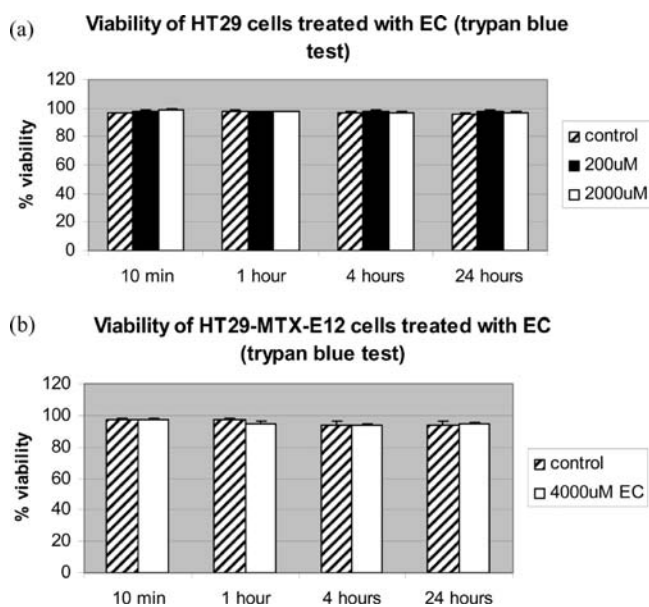 (a)
Viability of HT29 cells treated with EC (trypan blue
test)
120
100
80
60
40
20
0
% viability
10 min 1 hour 4 hours 24 hours
control
200uM
2000uM
(b)
Viability of HT29-MTX-E12 cells treated with EC
(trypan blue test)
120
100
80
60
40
20
0
% viability
10 min 1 hour 4 hours 24 hours
control
4000uM EC